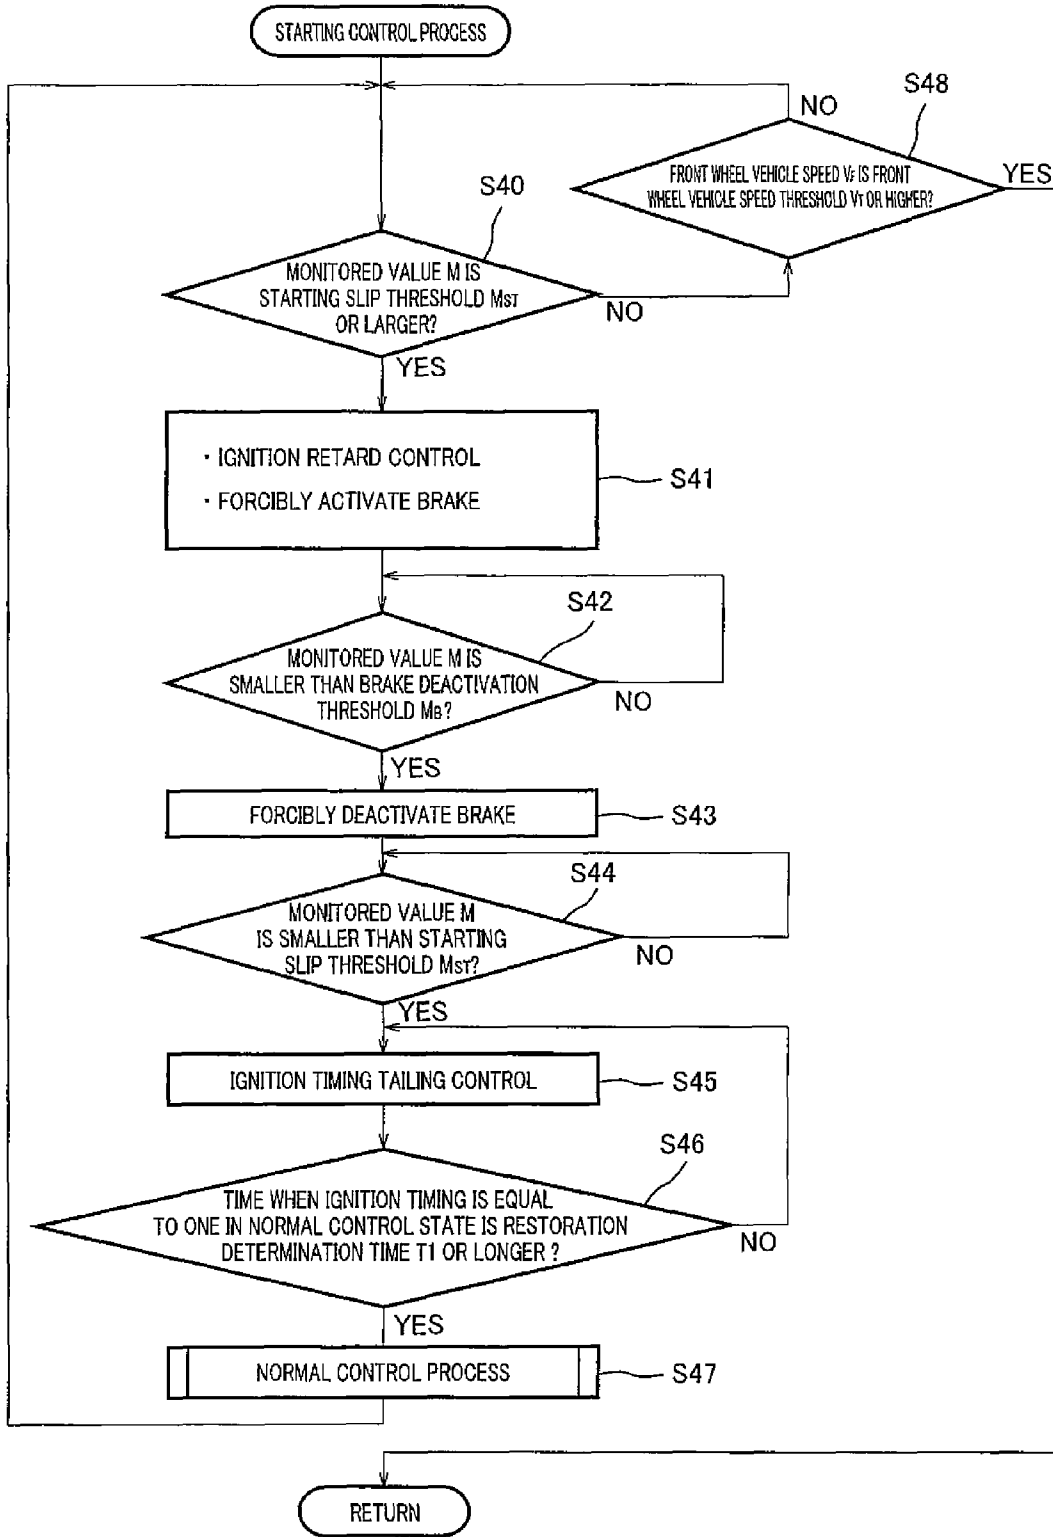 STARTING CONTROL PROCESS
NO
S48
FRONT WHEEL VEHICLE SPEED VF IS FRONT
WHEEL VEHICLE SPEED THRESHOLD VT OR HIGHER?
YES
S40
MONITORED VALUE M IS
STARTING SLIP THRESHOLD MST
OR LARGER?
NO
YES
・IGNITION RETARD CONTROL
・FORCIBLY ACTIVATE BRAKE
S41
S42
MONITORED VALUE M IS
SMALLER THAN BRAKE DEACTIVATION
THRESHOLD MB?
NO
YES
FORCIBLY DEACTIVATE BRAKE
S43
S44
MONITORED VALUE M
IS SMALLER THAN STARTING
SLIP THRESHOLD MST?
NO
YES
IGNITION TIMING TAILING CONTROL
S45
S46
TIME WHEN IGNITION TIMING IS EQUAL
TO ONE IN NORMAL CONTROL STATE IS RESTORATION
DETERMINATION TIME T1 OR LONGER ?
NO
YES
NORMAL CONTROL PROCESS
S47
RETURN